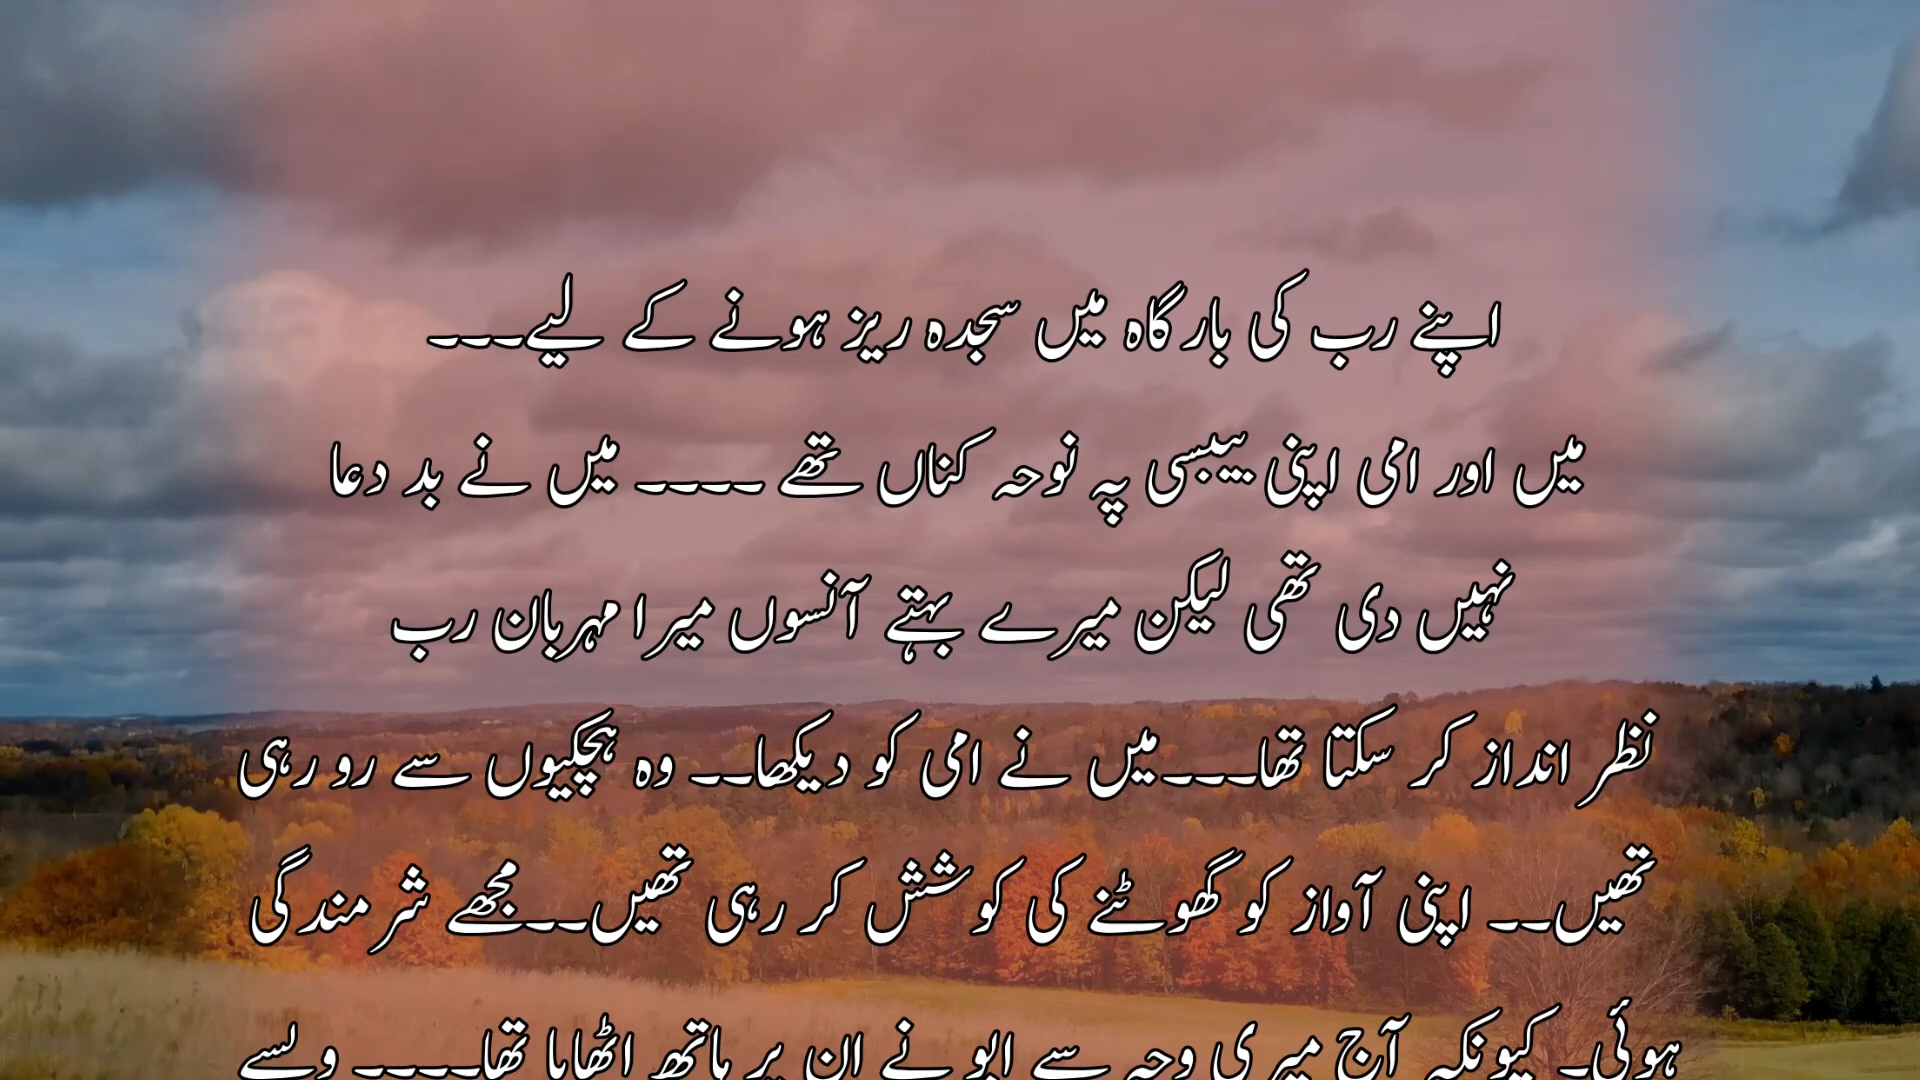 اپنے رب کی بارگاہ میں سجدہ ریز ہونے کے لیے۔۔۔
میں اور امی اپنی بیبسی پہ نوحہ کناں تھے ۔۔۔۔ میں نے بد دعا
نہیں دی تھی لیکن میرے بہتے آنسوں میرا مہربان رب
نظر انداز کر سکتا تھا۔۔۔میں نے امی کو دیکھا۔۔ وہ ہچکیوں سے رو رہی
تھیں۔۔ اپنی آواز کو گھوٹنے کی کوشش کر رہی تھیں۔۔مجھے شرمندگی
ہوئی۔ کیونکہ آج میری وجہ سے ابو نے ان پر ہاتھ اٹھایا تھا۔۔۔۔ ویسے